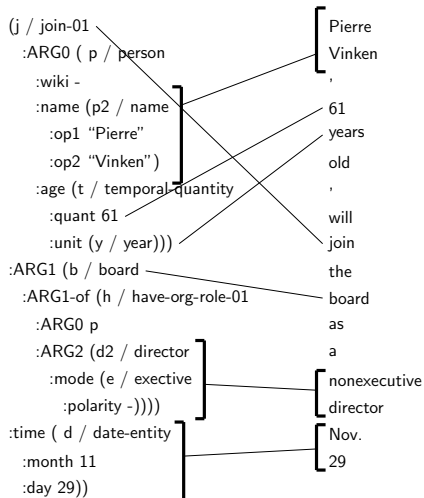 (j / join-01
:ARG0 ( p / person
:wiki -
:name (p2 / name
:op1 “Pierre”
:op2 “Vinken”)
:age (t / temporal-quantity
:quant 61
:unit (y / year)))
:ARG1 (b / board
:ARG1-of (h / have-org-role-01
:ARG0 p
:ARG2 (d2 / director
:mode (e / exective
:polarity -))))
:time ( d / date-entity
:month 11
:day 29))
Pierre
Vinken
,
61
years
old
,
will
join
the
board
as
a
nonexecutive
director
Nov.
29